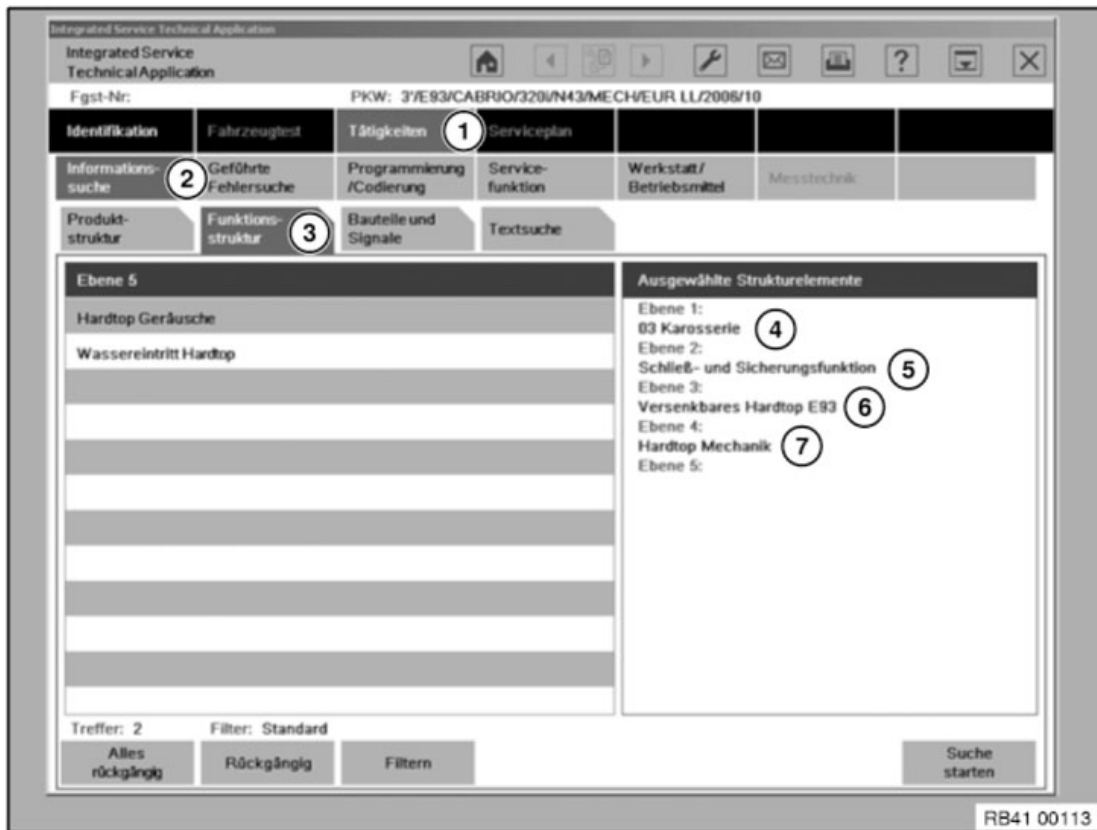 Integrated Service Technical Application
Integrated Service
Technical Application
Fgst-Nr: PKW: 3'/E93/CABRIO/320i/N43/MECH/EUR LL/2006/10
Identifikation Fahrzeugtest Tätigkeiten 1 Serviceplan
Informations- Geführte Programmierung Service- Werkstatt/ Messtechnik
suche 2 Fehlersuche /Codierung funktion Betriebsmittel
Produkt- Funktions- Bauteile und Textsuche
struktur struktur 3 Signale
Ebene 5
Hardtop Geräusche
Wassereintritt Hardtop
Ausgewählte Strukturelemente
Ebene 1:
03 Karosserie 4
Ebene 2:
Schließ- und Sicherungsfunktion 5
Ebene 3:
Versenkbares Hardtop E93 6
Ebene 4:
Hardtop Mechanik 7
Ebene 5:
Treffer: 2 Filter: Standard
Alles
rückgängig
Rückgängig
Filtern
Suche
starten
RB41 00113